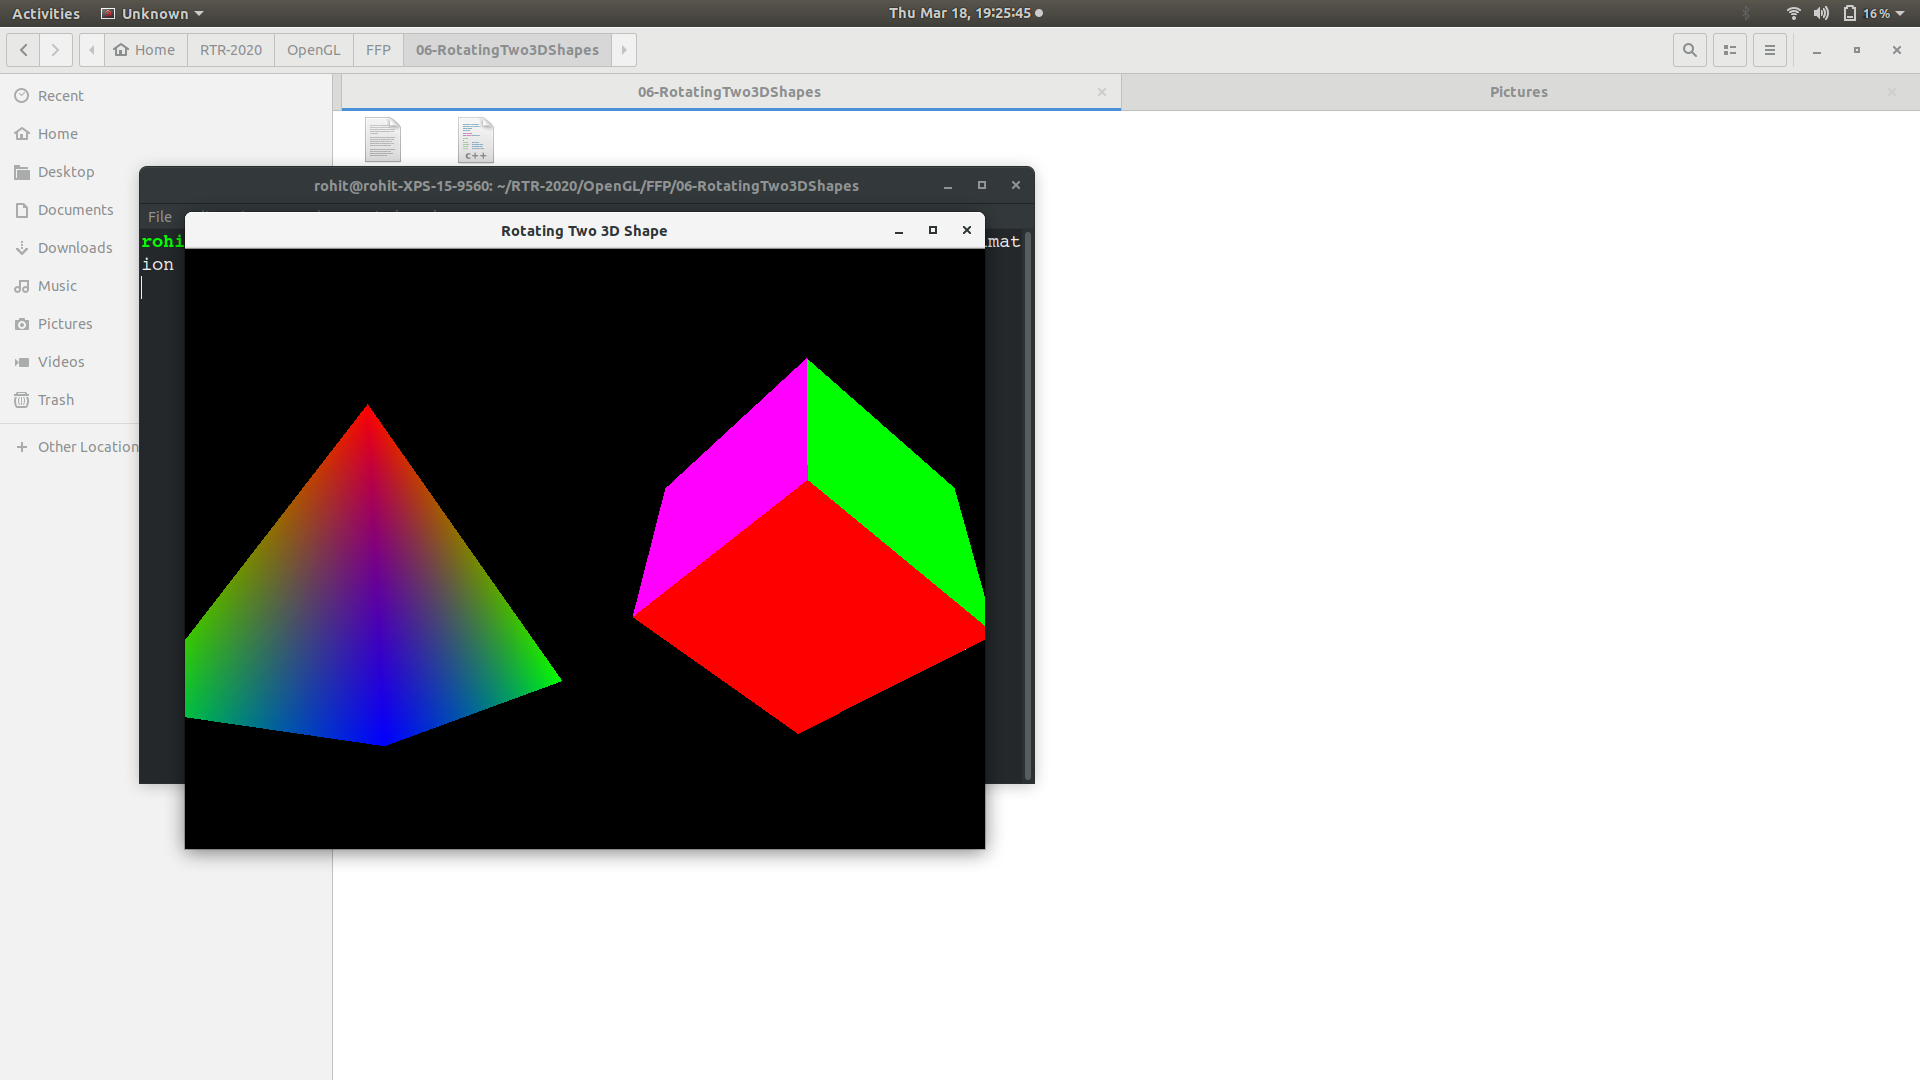 Activities Unknown Thu Mar 18, 19:25:45 16%
Home RTR-2020 OpenGL FFP 06-RotatingTwo3DShapes
06-RotatingTwo3DShapes Pictures
Recent
Home
Desktop
Documents
Downloads
Music
Pictures
Videos
Trash
Other Location
c++
rohit@rohit-XPS-15-9560: ~/RTR-2020/OpenGL/FFP/06-RotatingTwo3DShapes
File
Rotating Two 3D Shape
rohi mat
ion